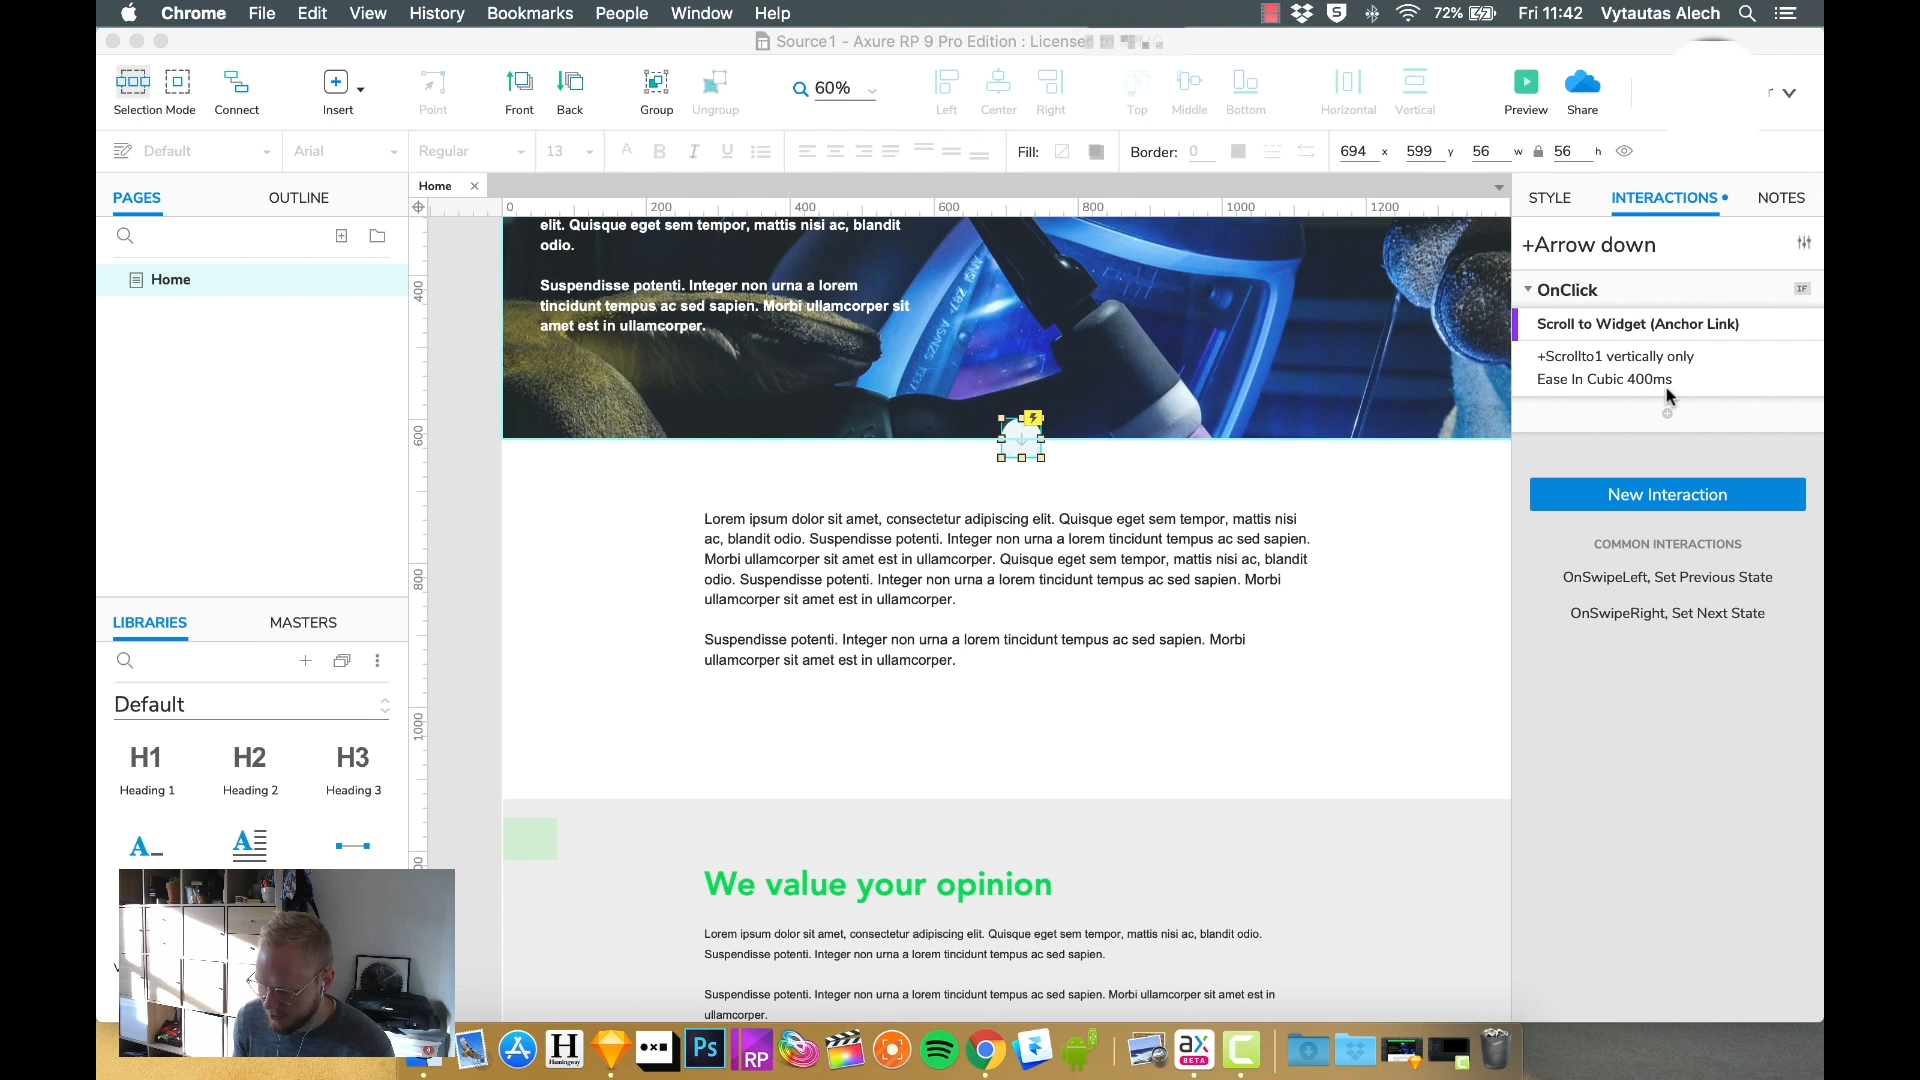 Chrome File Edit View History Bookmarks People Window Help
72% Fri 11:42 Vytautas Alech
Source1 - Axure RP 9 Pro Edition : License
Selection Mode Connect Insert Point Front Back Group Ungroup
60%
Left Center Right Top Middle Bottom Horizontal Vertical Preview Share
Default Arial Regular 13
Fill: Border: 0 694 x 599 y 56 w 56 h
PAGES OUTLINE
Home
Home
0 200 400 600 800 1000 1200
400
600
800
1000
elit. Quisque eget sem tempor, mattis nisi ac, blandit
odio.
Suspendisse potenti. Integer non urna a lorem
tincidunt tempus ac sed sapien. Morbi ullamcorper sit
amet est in ullamcorper.
Lorem ipsum dolor sit amet, consectetur adipiscing elit. Quisque eget sem tempor, mattis nisi
ac, blandit odio. Suspendisse potenti. Integer non urna a lorem tincidunt tempus ac sed sapien.
Morbi ullamcorper sit amet est in ullamcorper. Quisque eget sem tempor, mattis nisi ac, blandit
odio. Suspendisse potenti. Integer non urna a lorem tincidunt tempus ac sed sapien. Morbi
ullamcorper sit amet est in ullamcorper.
Suspendisse potenti. Integer non urna a lorem tincidunt tempus ac sed sapien. Morbi
ullamcorper sit amet est in ullamcorper.
We value your opinion
Lorem ipsum dolor sit amet, consectetur adipiscing elit. Quisque eget sem tempor, mattis nisi ac, blandit odio.
Suspendisse potenti. Integer non urna a lorem tincidunt tempus ac sed sapien.
Suspendisse potenti. Integer non urna a lorem tincidunt tempus ac sed sapien. Morbi ullamcorper sit amet est in
ullamcorper.
STYLE INTERACTIONS NOTES
+Arrow down
OnClick IF
Scroll to Widget (Anchor Link)
+Scrollto1 vertically only
Ease In Cubic 400ms
New Interaction
COMMON INTERACTIONS
OnSwipeLeft, Set Previous State
OnSwipeRight, Set Next State
LIBRARIES MASTERS
Default
H1 H2 H3
Heading 1 Heading 2 Heading 3
A A
H
Hemingway
Ps
RP
ax
BETA